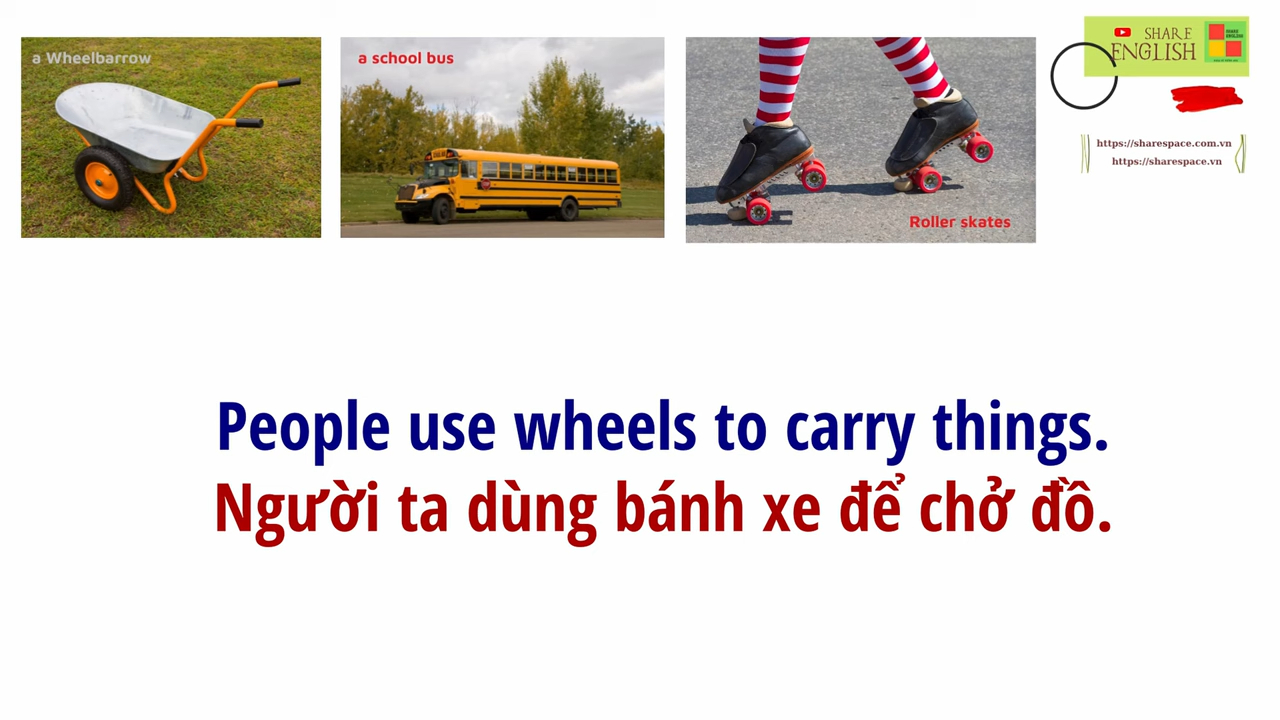 a Wheelbarrow
a school bus
Roller skates
SHARE
ENGLISH
https://sharespace.com.vn
https://sharespace.vn
People use wheels to carry things.
Người ta dùng bánh xe để chở đồ.